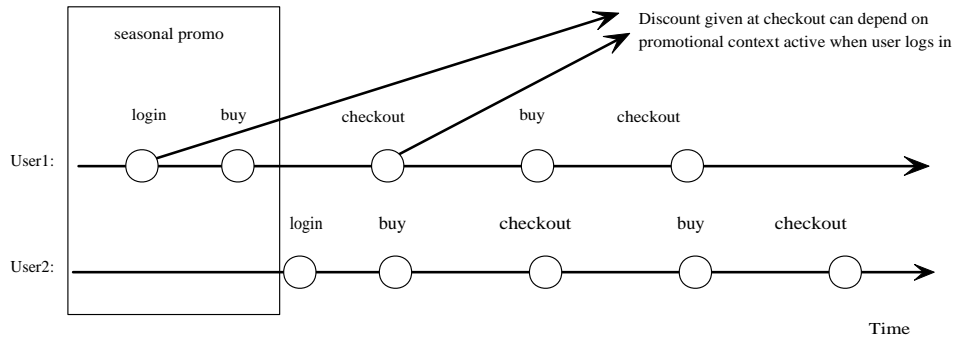 Discount given at checkout can depend on
promotional context active when user logs in
seasonal promo
login buy checkout buy checkout
User1:
login buy checkout buy checkout
User2:
Time